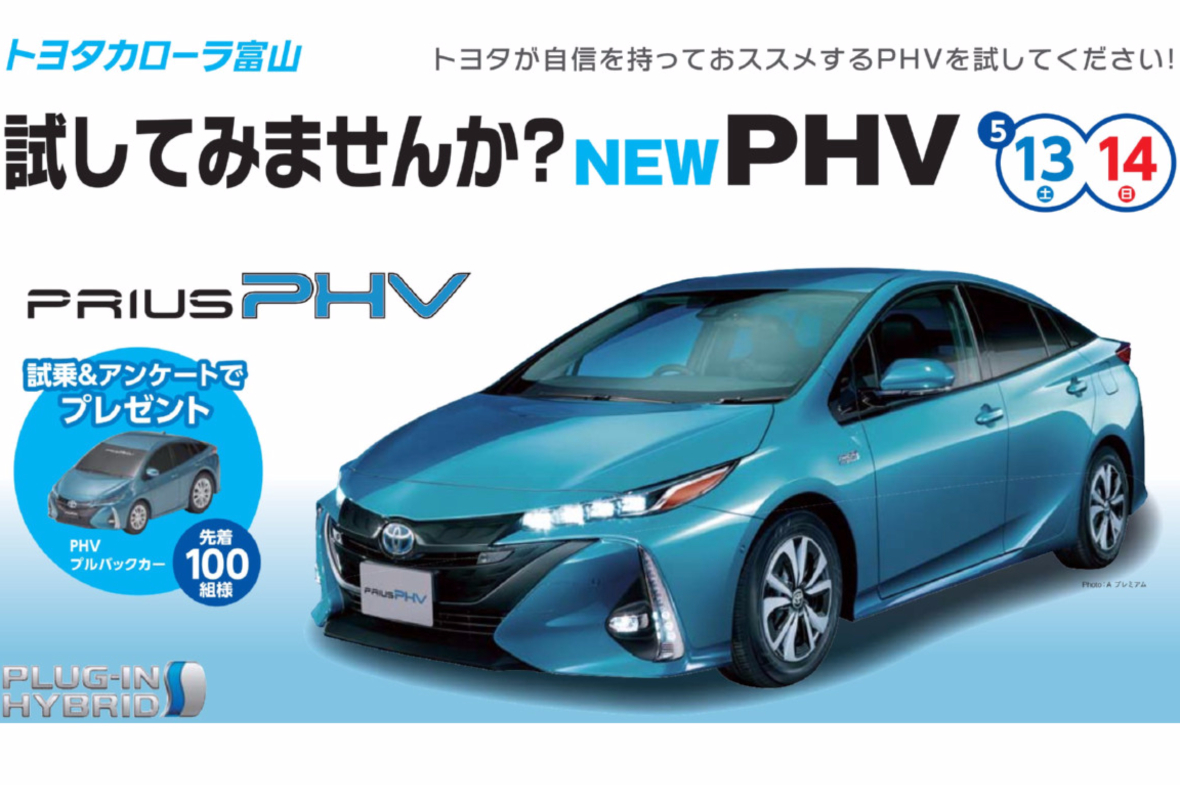 トヨタカローラ富山
トヨタが自信を持っておススメするPHVを試してください!
試してみませんか?NEW PHV
5 13 土 14 日
PRIUS PHV
試乗&アンケートで
プレゼント
PHV
プルバックカー
先着
100
組様
PRIUS PHV
Photo:A プレミアム
PLUG-IN
HYBRID